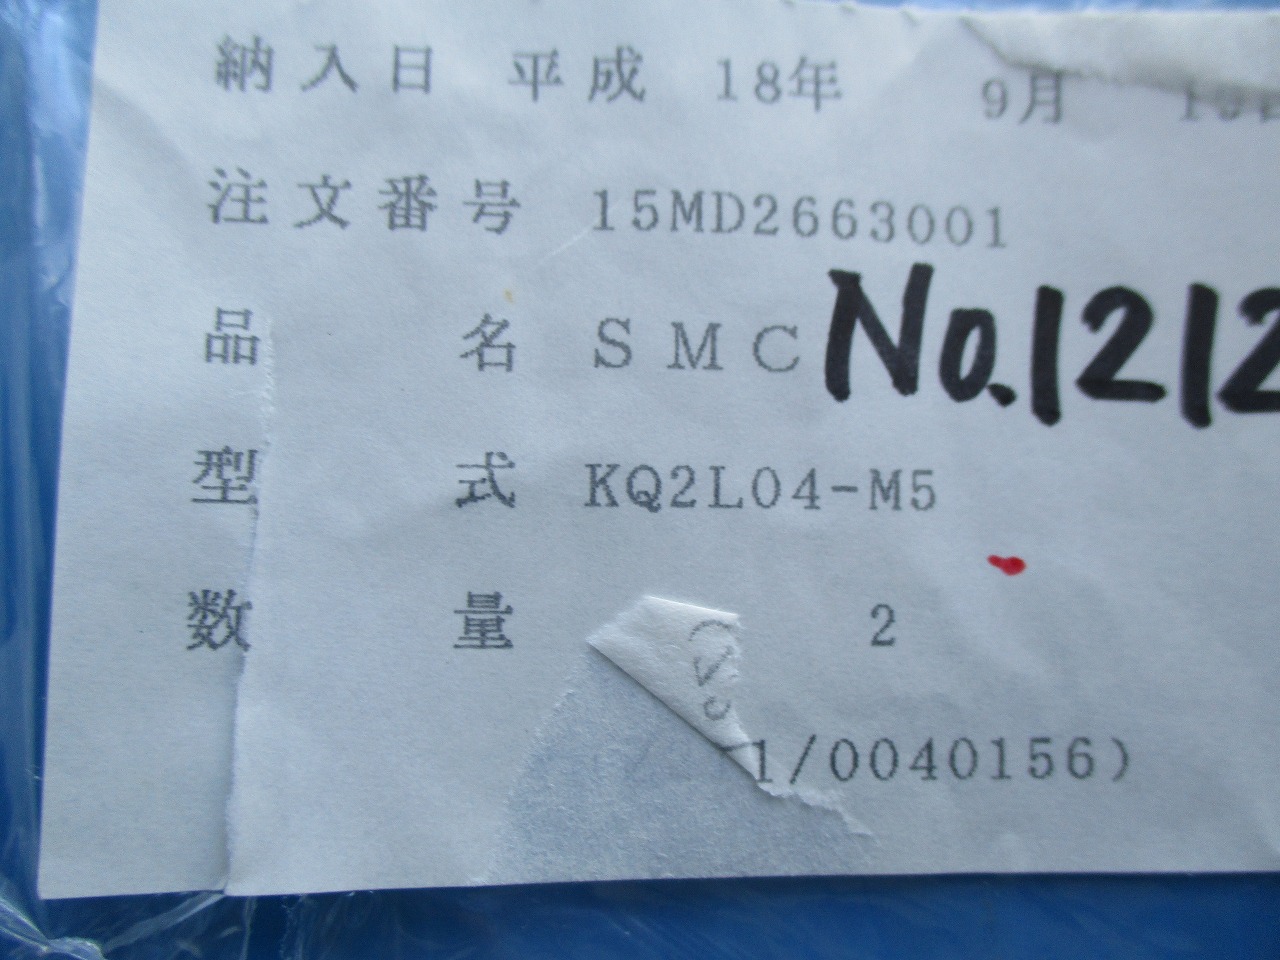 納入日 平成 18年 9月
注文番号 15MD2663001
品名 SMC No.1212
型式 KQ2L04-M5
数量 2
1/0040156)